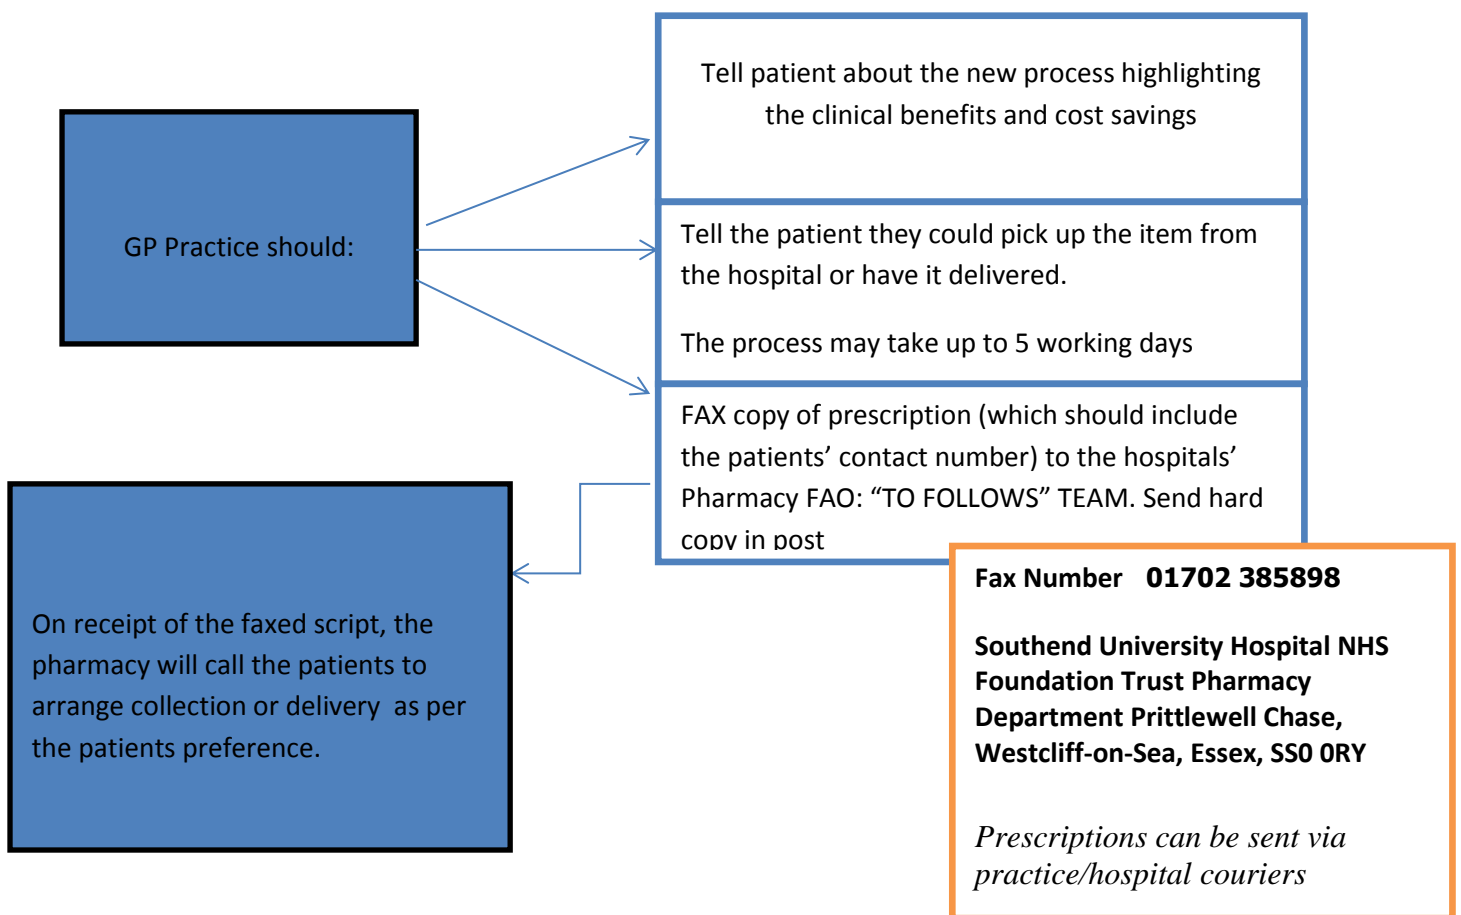 GP Practice should:
Tell patient about the new process highlighting
the clinical benefits and cost savings
Tell the patient they could pick up the item from
the hospital or have it delivered.
The process may take up to 5 working days
FAX copy of prescription (which should include
the patients’ contact number) to the hospitals’
Pharmacy FAO: “TO FOLLOWS” TEAM. Send hard
copy in post
On receipt of the faxed script, the
pharmacy will call the patients to
arrange collection or delivery  as per
the patients preference.
Fax Number   01702 385898
Southend University Hospital NHS
Foundation Trust Pharmacy
Department Prittlewell Chase,
Westcliff-on-Sea, Essex, SS0 0RY
Prescriptions can be sent via
practice/hospital couriers